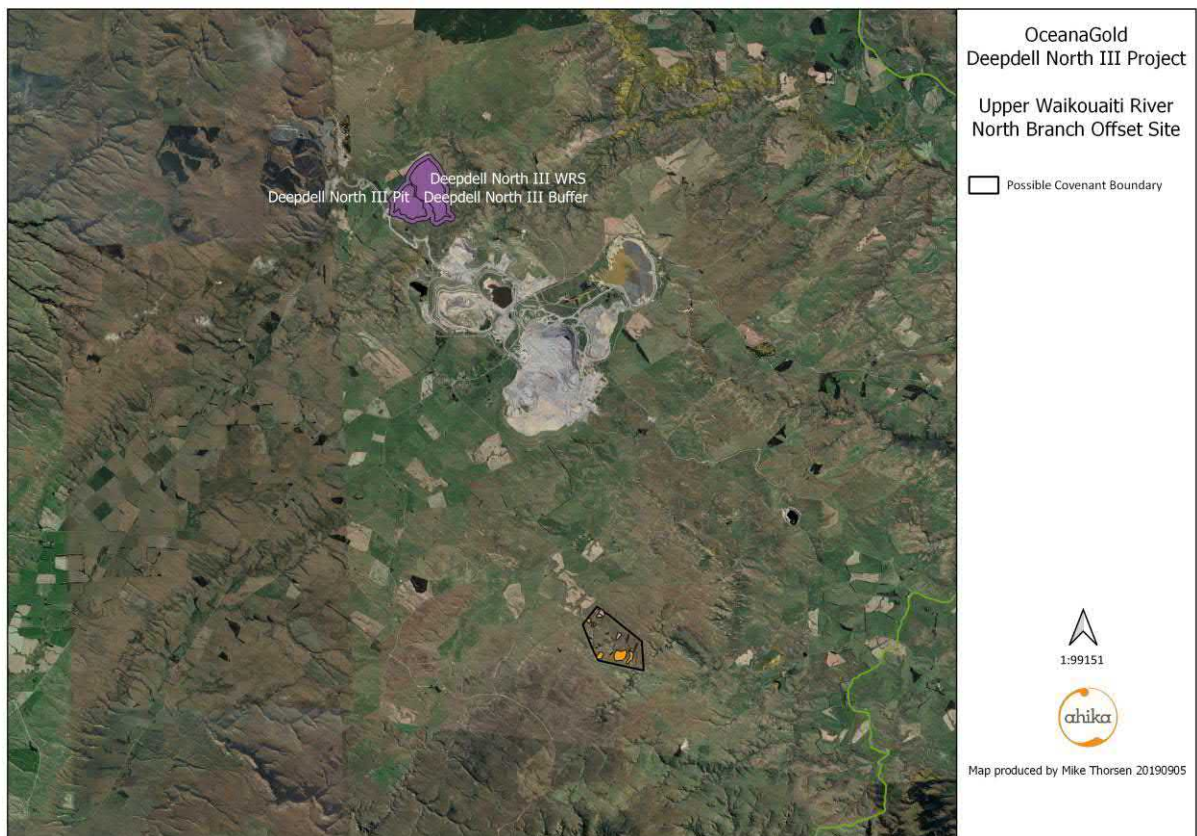 OceanaGold
Deepdell North III Project
Upper Waikouaiti River
North Branch Offset Site
Possible Covenant Boundary
Deepdell North III WRS
Deepdell North III Pit
Deepdell North III Buffer
1:99151
ahika
Map produced by Mike Thorsen 20190905